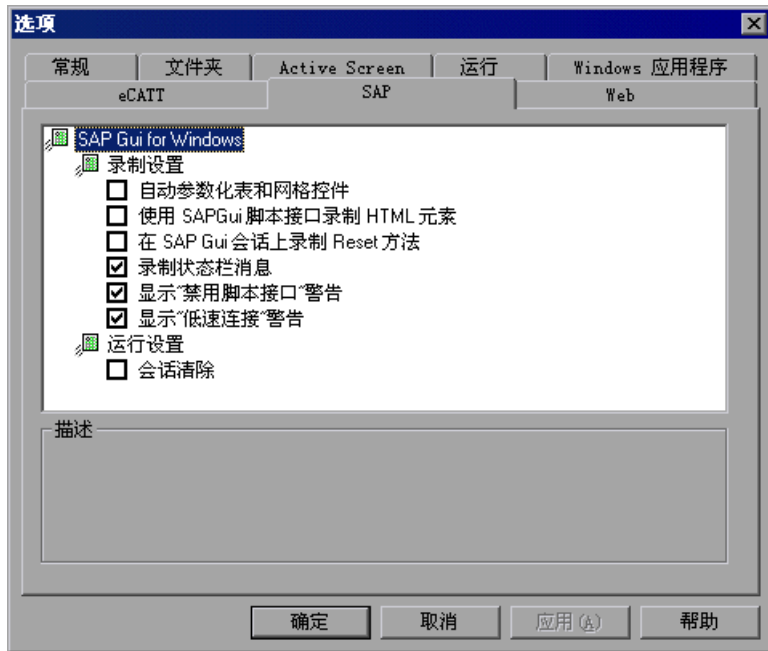 选项
常规 文件夹 Active Screen 运行 Windows 应用程序
eCATT SAP Web
SAP Gui for Windows
录制设置
自动参数化表和网格控件
使用 SAPGui 脚本接口录制 HTML 元素
在 SAP Gui 会话上录制 Reset 方法
录制状态栏消息
显示“禁用脚本接口”警告
显示“低速连接”警告
运行设置
会话清除
描述
确定 取消 应用(A) 帮助